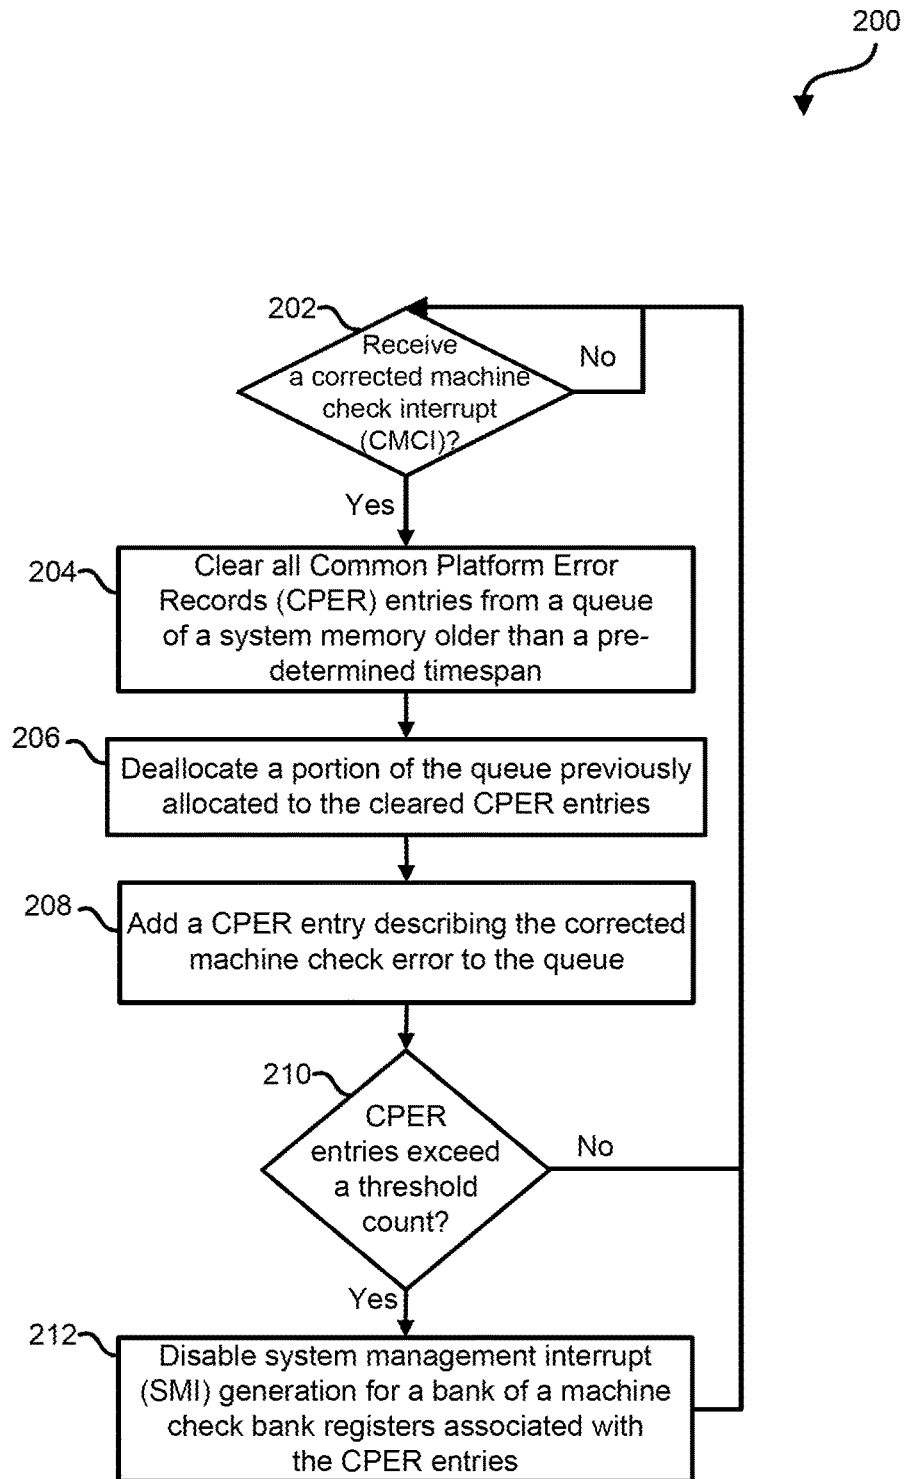 200
202
Receive
a corrected machine
check interrupt
(CMCI)?
No
Yes
204
Clear all Common Platform Error
Records (CPER) entries from a queue
of a system memory older than a pre-
determined timespan
206
Deallocate a portion of the queue previously
allocated to the cleared CPER entries
208
Add a CPER entry describing the corrected
machine check error to the queue
210
CPER
entries exceed
a threshold
count?
No
Yes
212
Disable system management interrupt
(SMI) generation for a bank of a machine
check bank registers associated with
the CPER entries